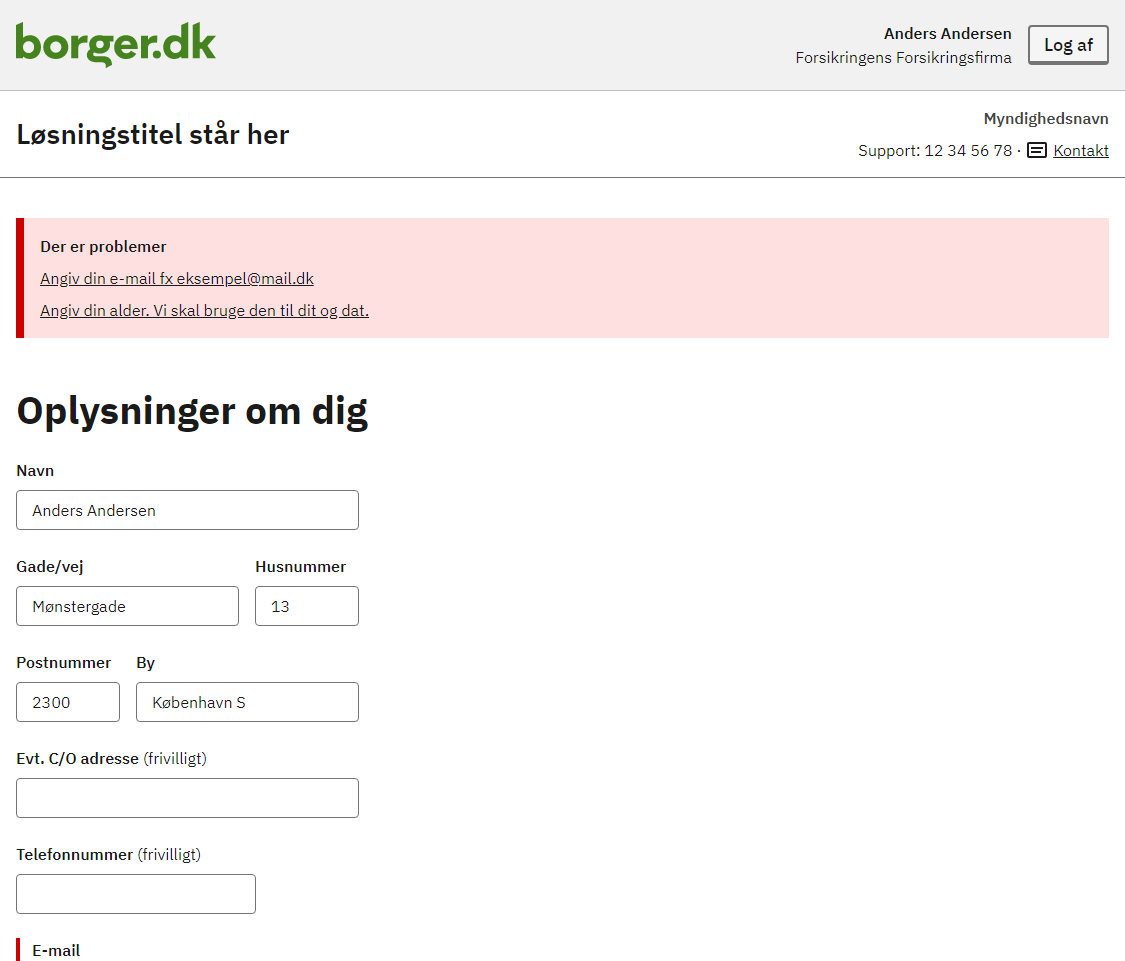 borger.dk
Anders Andersen
Forsikringens Forsikringsfirma
Log af
Løsningstitel står her
Myndighedsnavn
Support: 12 34 56 78 · Kontakt
Der er problemer
Angiv din e-mail fx eksempel@mail.dk
Angiv din alder. Vi skal bruge den til dit og dat.
Oplysninger om dig
Navn
Anders Andersen
Gade/vej Husnummer
Mønstergade 13
Postnummer By
2300 København S
Evt. C/O adresse (frivilligt)
Telefonnummer (frivilligt)
E-mail